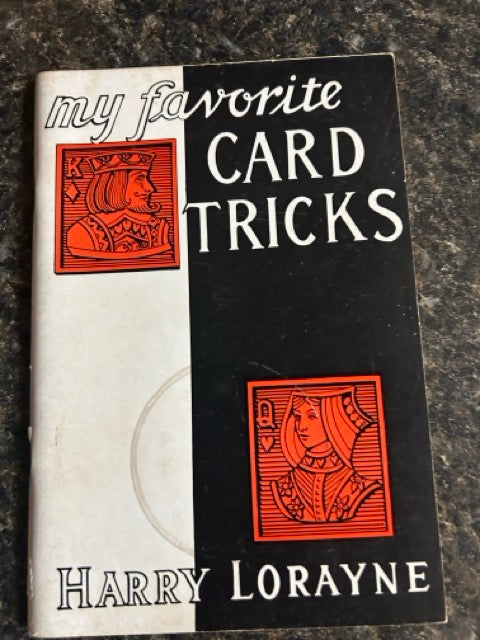 my favorite
CARD
TRICKS
K
Q
HARRY LORAYNE